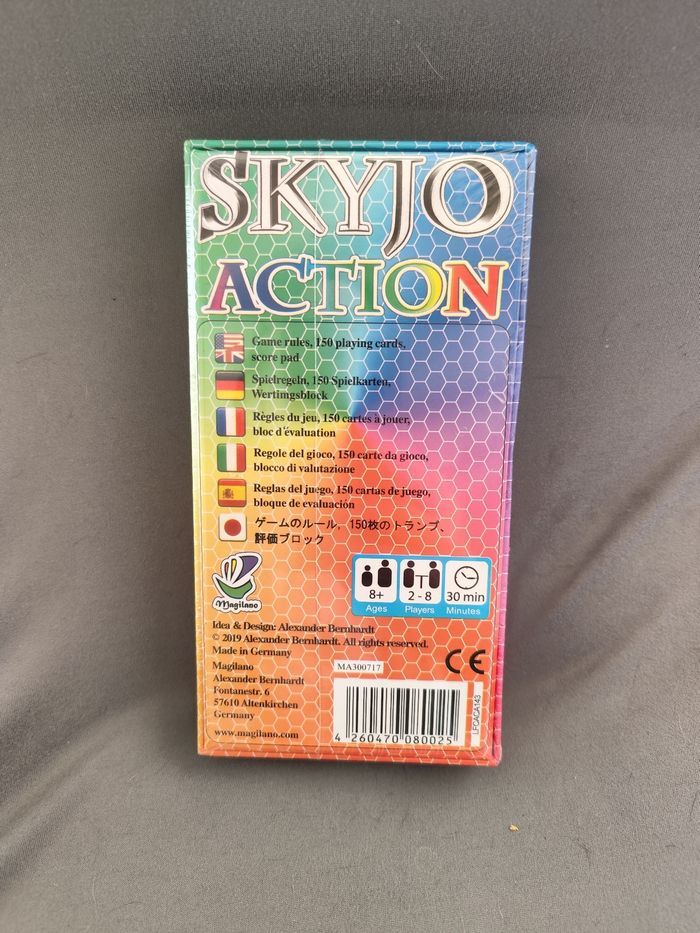 SKYJO
ACTION
Game rules, 150 playing cards,
score pad
Spielregeln, 150 Spielkarten,
Wertimgsblock
Règles du jeu, 150 cartes à jouer,
bloc d'évaluation
Regole del gioco, 150 carte da gioco,
blocco di valutazione
Reglas del juego, 150 cartas de juego,
bloque de evaluación
ゲームのルール, 150枚のトランプ、
評価ブロック
Magilano
8+
Ages
2 - 8
Players
30 min
Minutes
Idea & Design: Alexander Bernhardt
© 2019 Alexander Bernhardt. All rights reserved.
Made in Germany
Magilano
Alexander Bernhardt
Fontanestr. 6
57610 Altenkirchen
Germany
www.magilano.com
MA300717
CE
4 260470 080025
LFCACA143